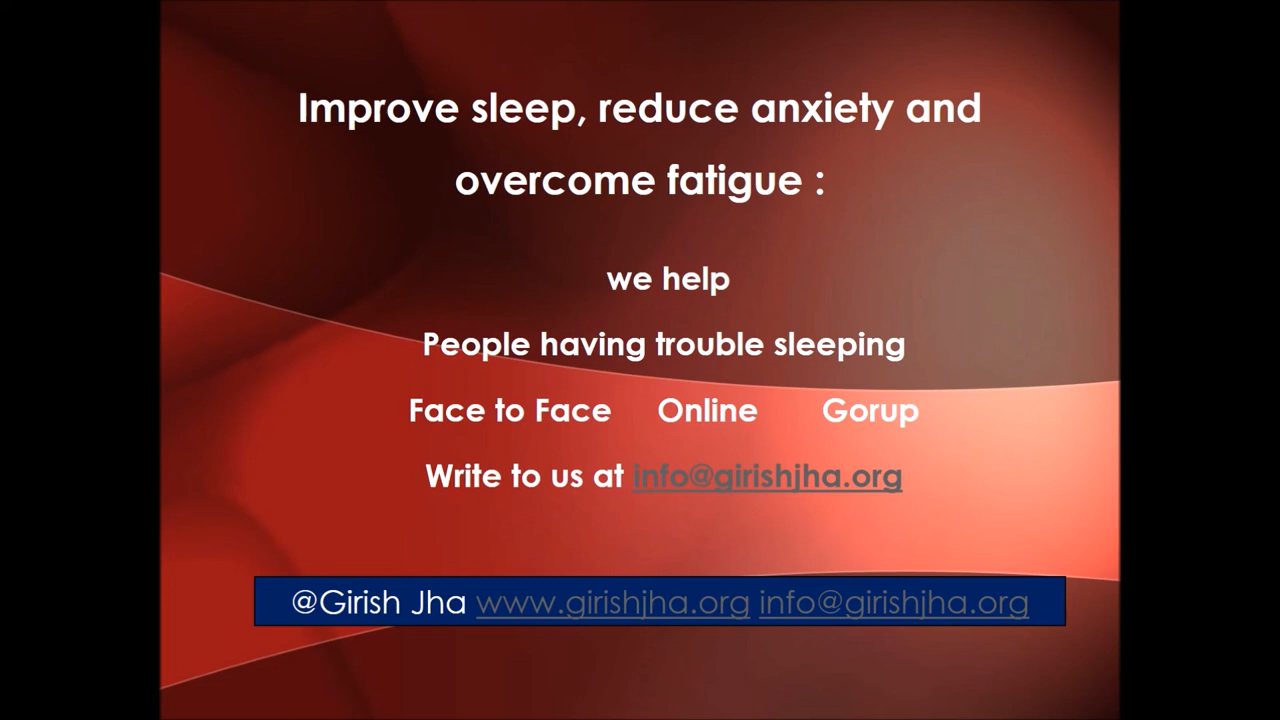 Improve sleep, reduce anxiety and
overcome fatigue :
we help
People having trouble sleeping
Face to Face Online Gorup
Write to us at info@girishjha.org
@Girish Jha www.girishjha.org info@girishjha.org